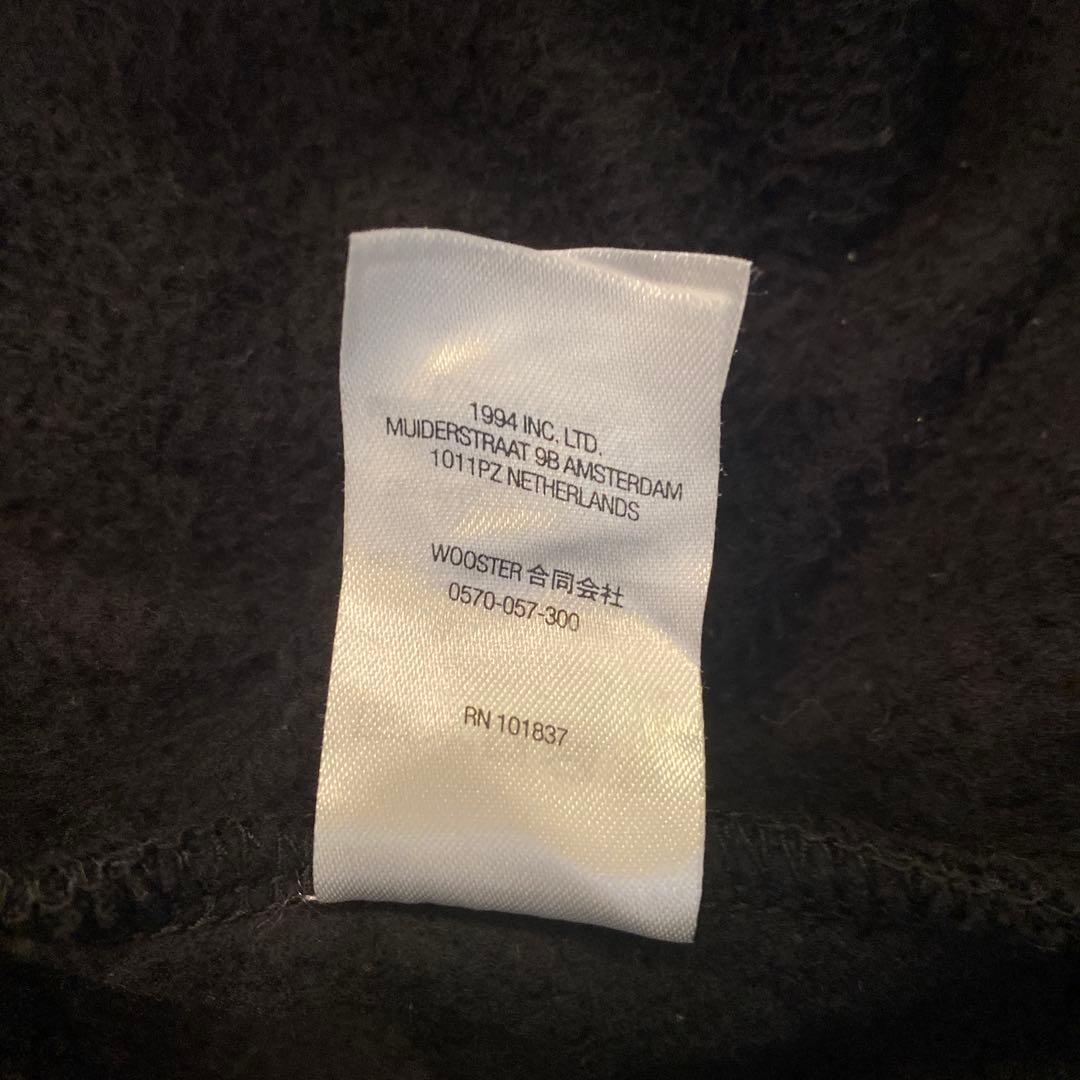 1994 INC. LTD.
MUIDERSTRAAT 9B AMSTERDAM
1011PZ NETHERLANDS
WOOSTER 合同会社
0570-057-300
RN 101837